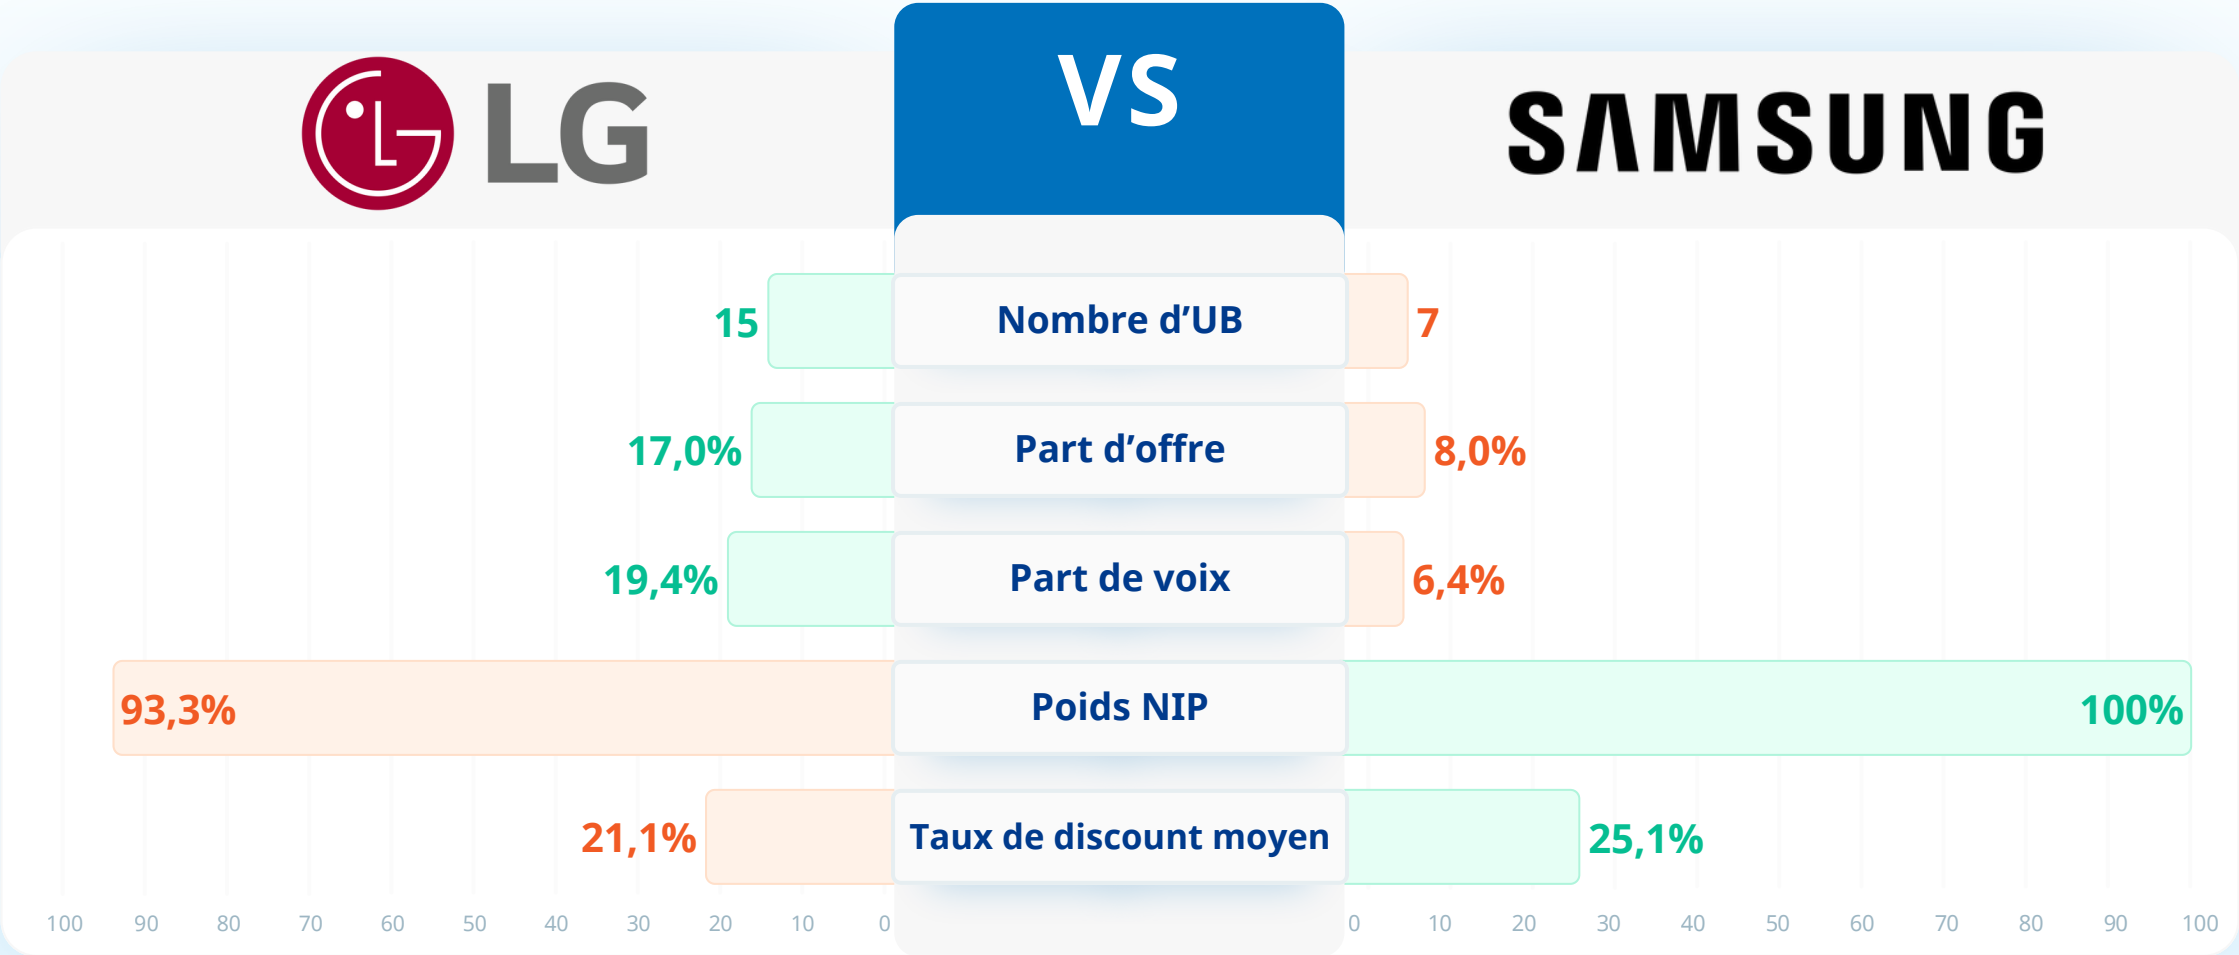 LG
VS
SAMSUNG
15 Nombre d’UB 7
17,0% Part d’offre 8,0%
19,4% Part de voix 6,4%
93,3% Poids NIP 100%
21,1% Taux de discount moyen 25,1%
100 90 80 70 60 50 40 30 20 10 0 0 10 20 30 40 50 60 70 80 90 100